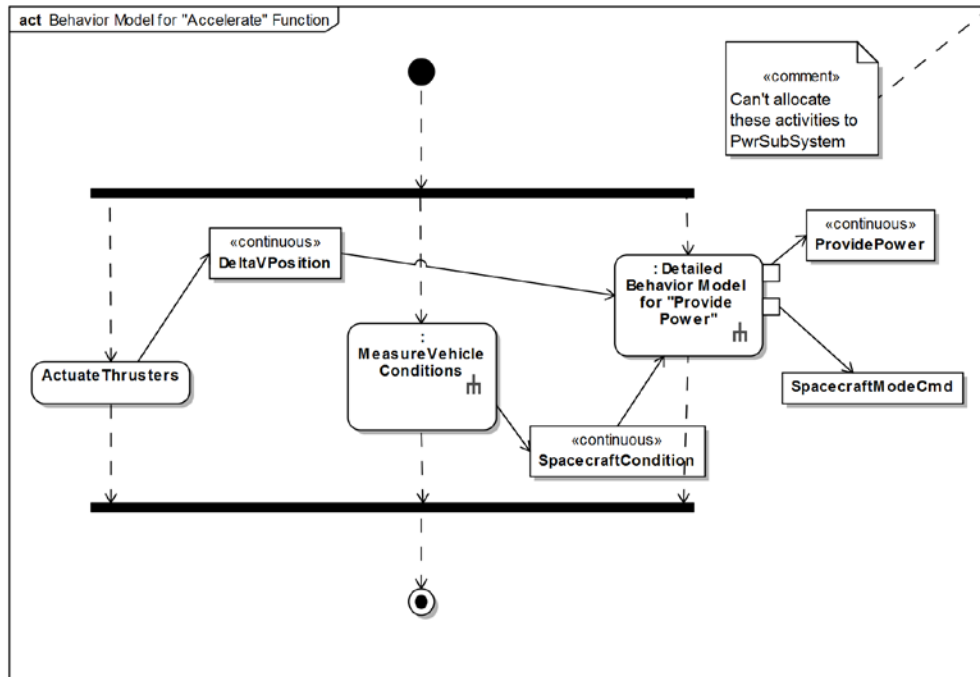 act Behavior Model for "Accelerate" Function
«comment»
Can't allocate
these activities to
PwrSubSystem
«continuous»
DeltaVPosition
«continuous»
ProvidePower
: Detailed
Behavior Model
for "Provide
Power"
:
MeasureVehicle
Conditions
ActuateThrusters
SpacecraftModeCmd
«continuous»
SpacecraftCondition